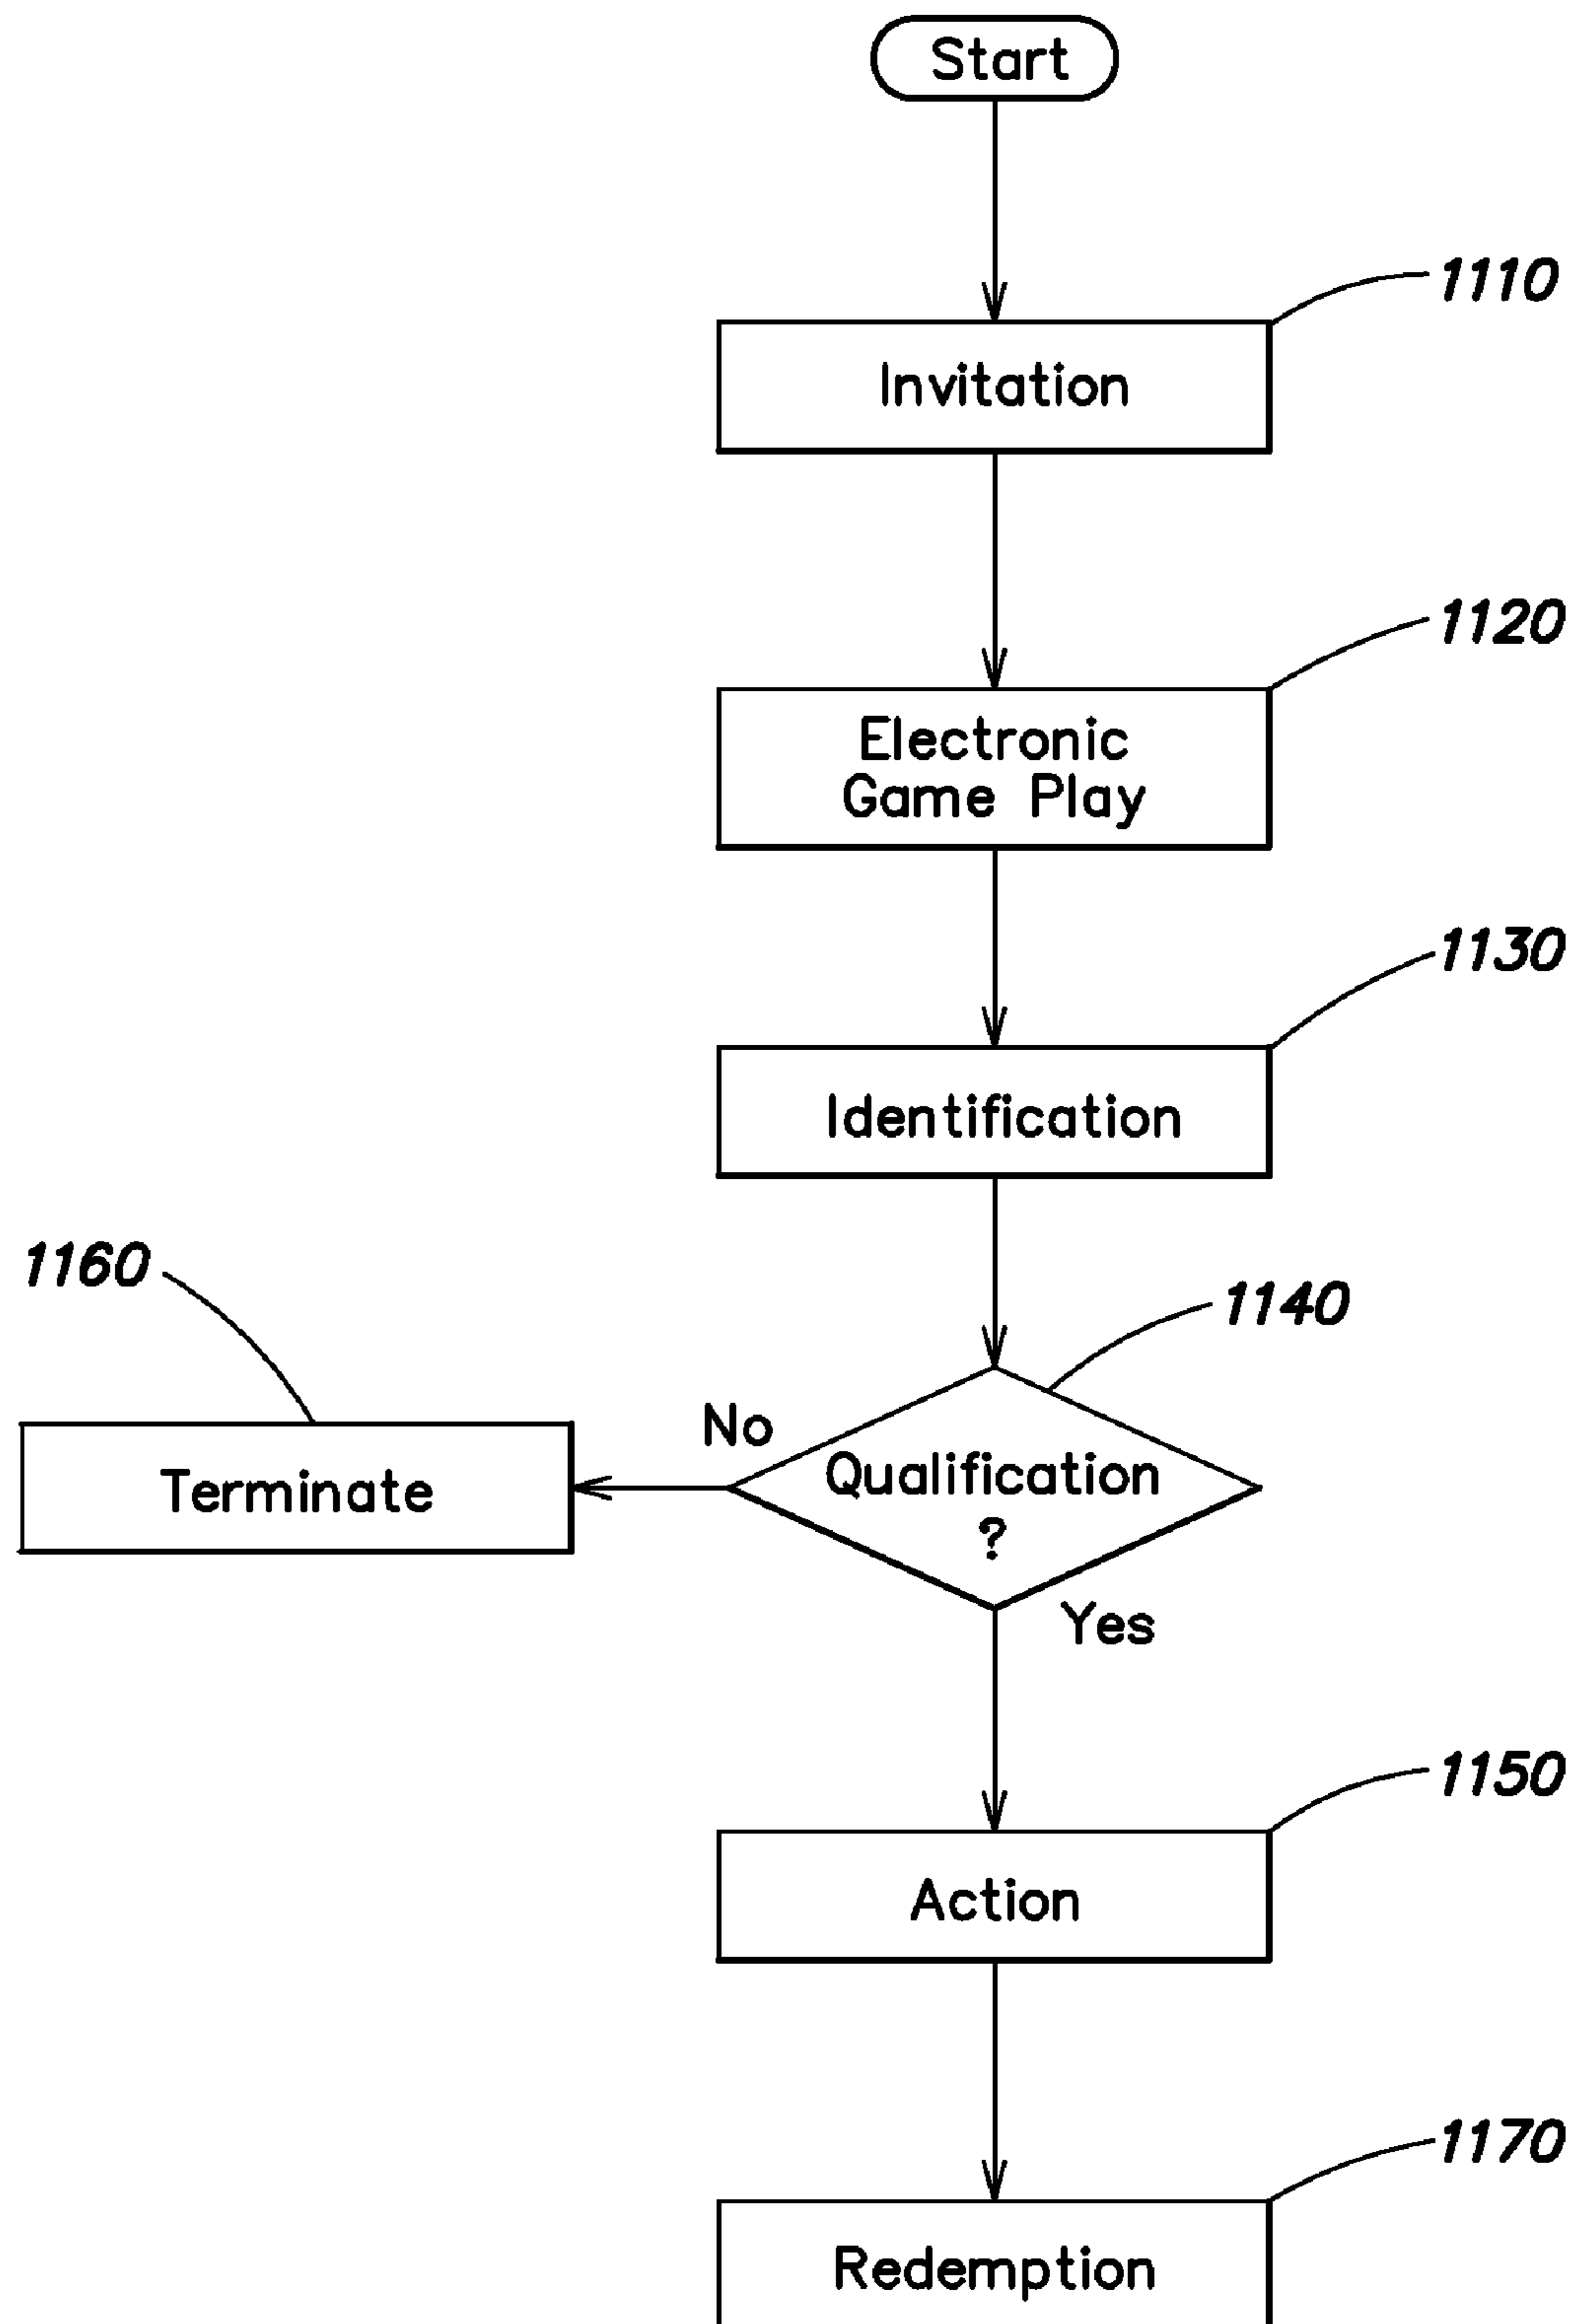 Start
1110
Invitation
1120
Electronic
Game Play
1130
Identification
1160
1140
No
Terminate
Qualification
?
Yes
1150
Action
1170
Redemption